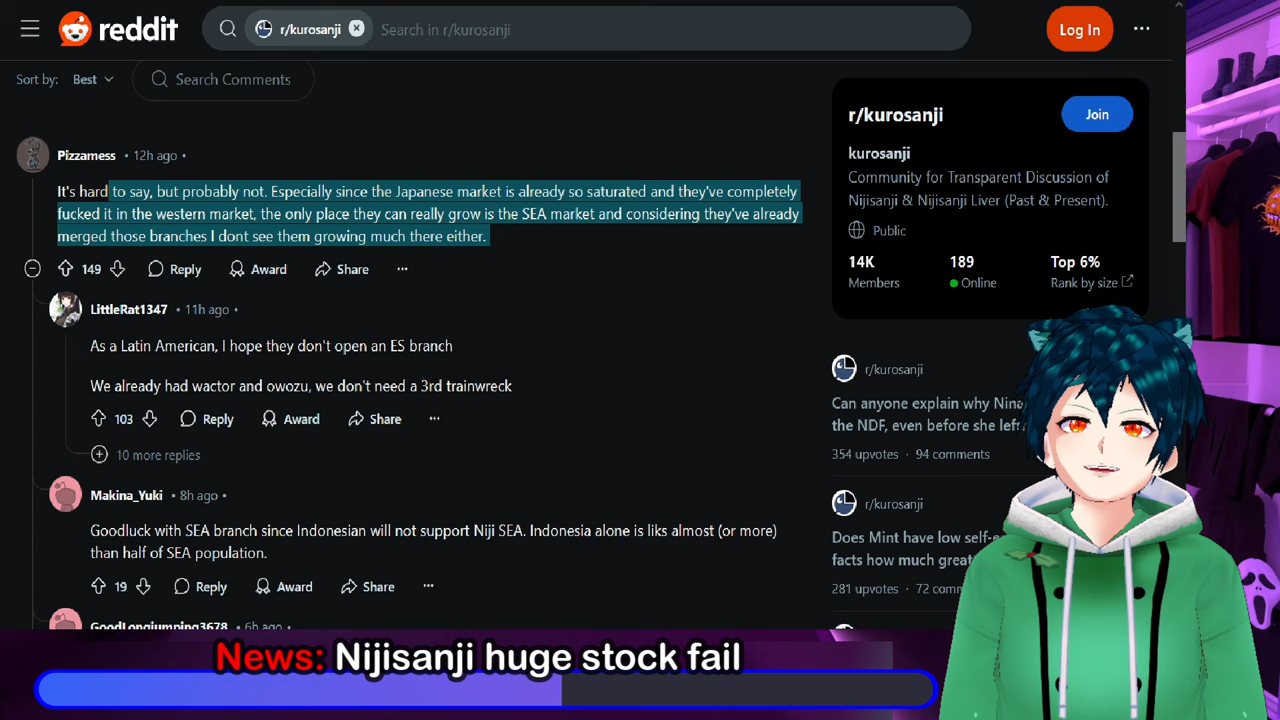 reddit
r/kurosanji
Search in r/kurosanji
Log In
Sort by: Best
Search Comments
Pizzamess • 12h ago •
It's hard to say, but probably not. Especially since the Japanese market is already so saturated and they've completely
fucked it in the western market, the only place they can really grow is the SEA market and considering they've already
merged those branches I dont see them growing much there either.
149 Reply Award Share
LittleRat1347 • 11h ago •
As a Latin American, I hope they don't open an ES branch
We already had wactor and owozu, we don't need a 3rd trainwreck
103 Reply Award Share
10 more replies
Makina_Yuki • 8h ago •
Goodluck with SEA branch since Indonesian will not support Niji SEA. Indonesia alone is liks almost (or more)
than half of SEA population.
19 Reply Award Share
GoodLongjumping3678 • 6h ago •
r/kurosanji
Join
kurosanji
Community for Transparent Discussion of
Nijisanji & Nijisanji Liver (Past & Present).
Public
14K 189 Top 6%
Members Online Rank by size
r/kurosanji
Can anyone explain why Nina
the NDF, even before she left
354 upvotes • 94 comments
r/kurosanji
Does Mint have low self-
facts how much
281 upvotes • 72
News: Nijisanji huge stock fail